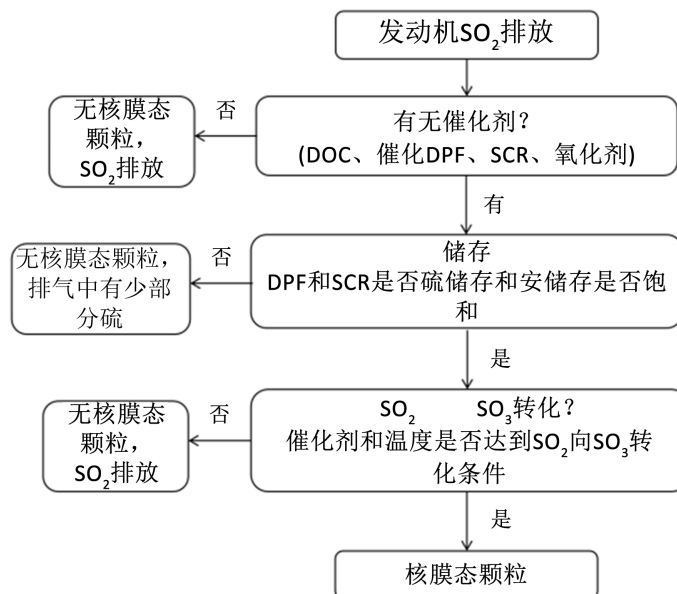 发动机SO₂排放
否
无核膜态
颗粒，
SO₂排放
有无催化剂？
(DOC、催化DPF、SCR、氧化剂)
有
无核膜态颗粒，
排气中有少部
分硫
否
储存
DPF和SCR是否硫储存和安储存是否饱
和
是
无核膜态
颗粒，
SO₂排放
否
SO₂ SO₃转化？
催化剂和温度是否达到SO₂向SO₃转
化条件
是
核膜态颗粒